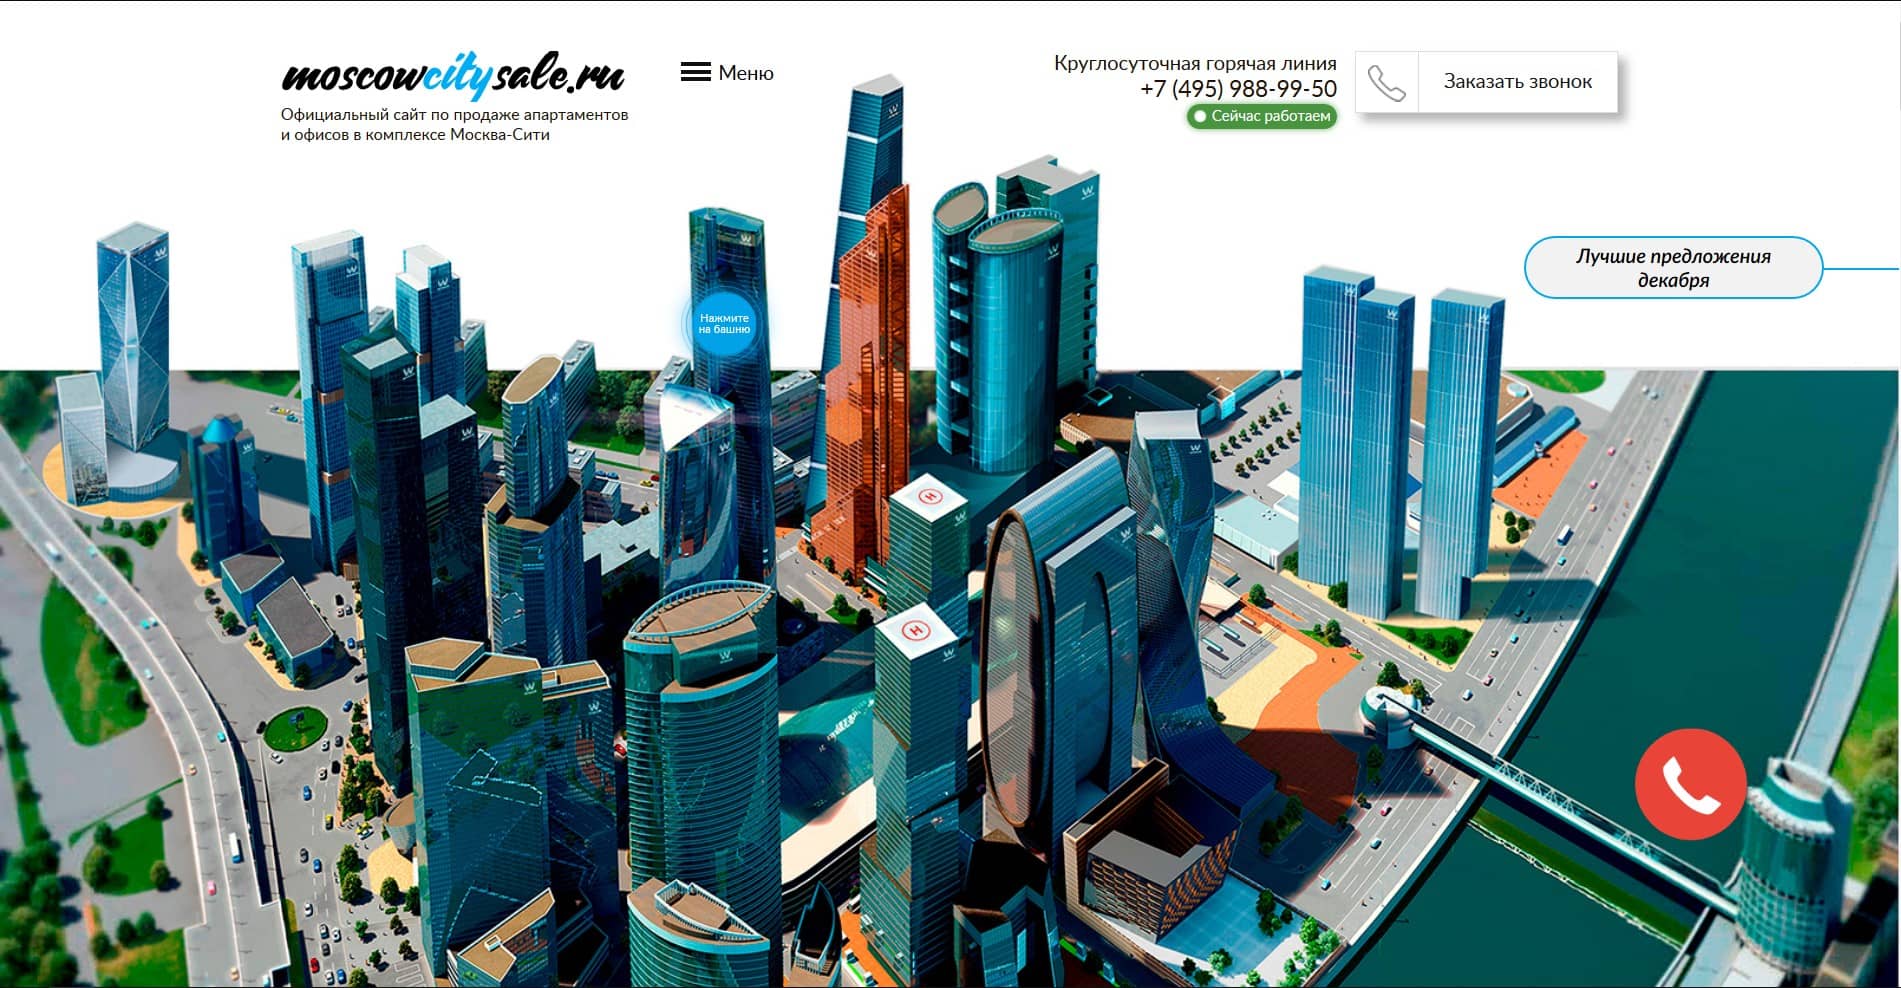 moscowcitysale.ru
Официальный сайт по продаже апартаментов
и офисов в комплексе Москва-Сити
Меню
Круглосуточная горячая линия
+7 (495) 988-99-50
Сейчас работаем
Заказать звонок
Лучшие предложения
декабря
Нажмите
на башню
H
H